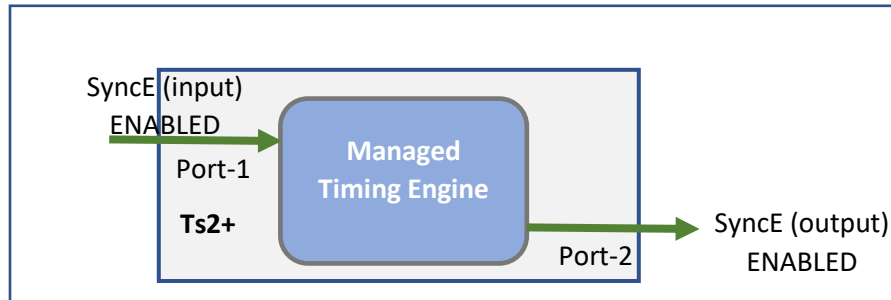 SyncE (input)
ENABLED
Port-1
Ts2+
Managed
Timing Engine
Port-2
SyncE (output)
ENABLED